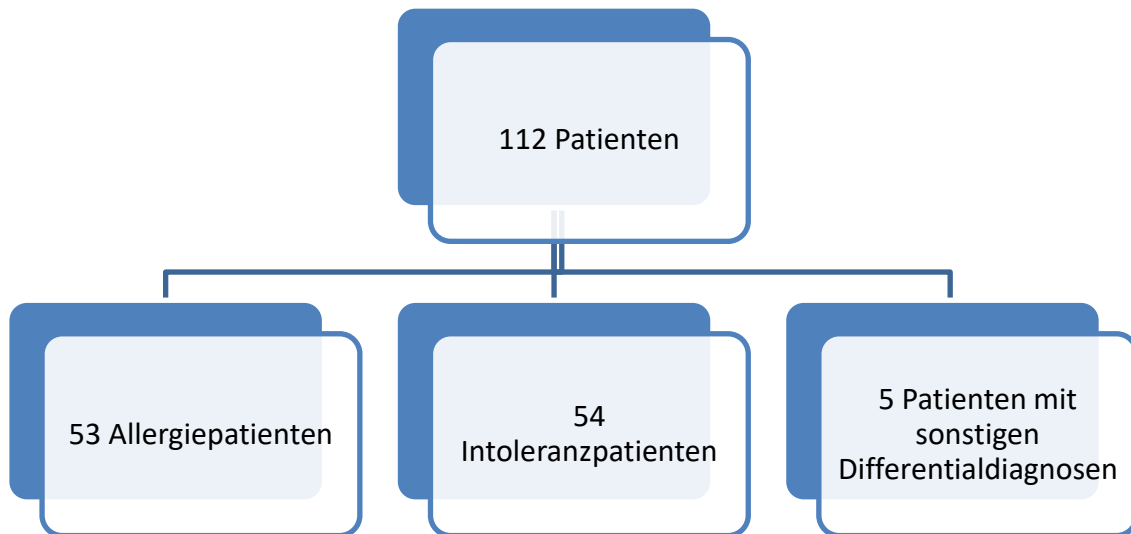 112 Patienten
53 Allergiepatienten
54
Intoleranzpatienten
5 Patienten mit
sonstigen
Differentialdiagnosen